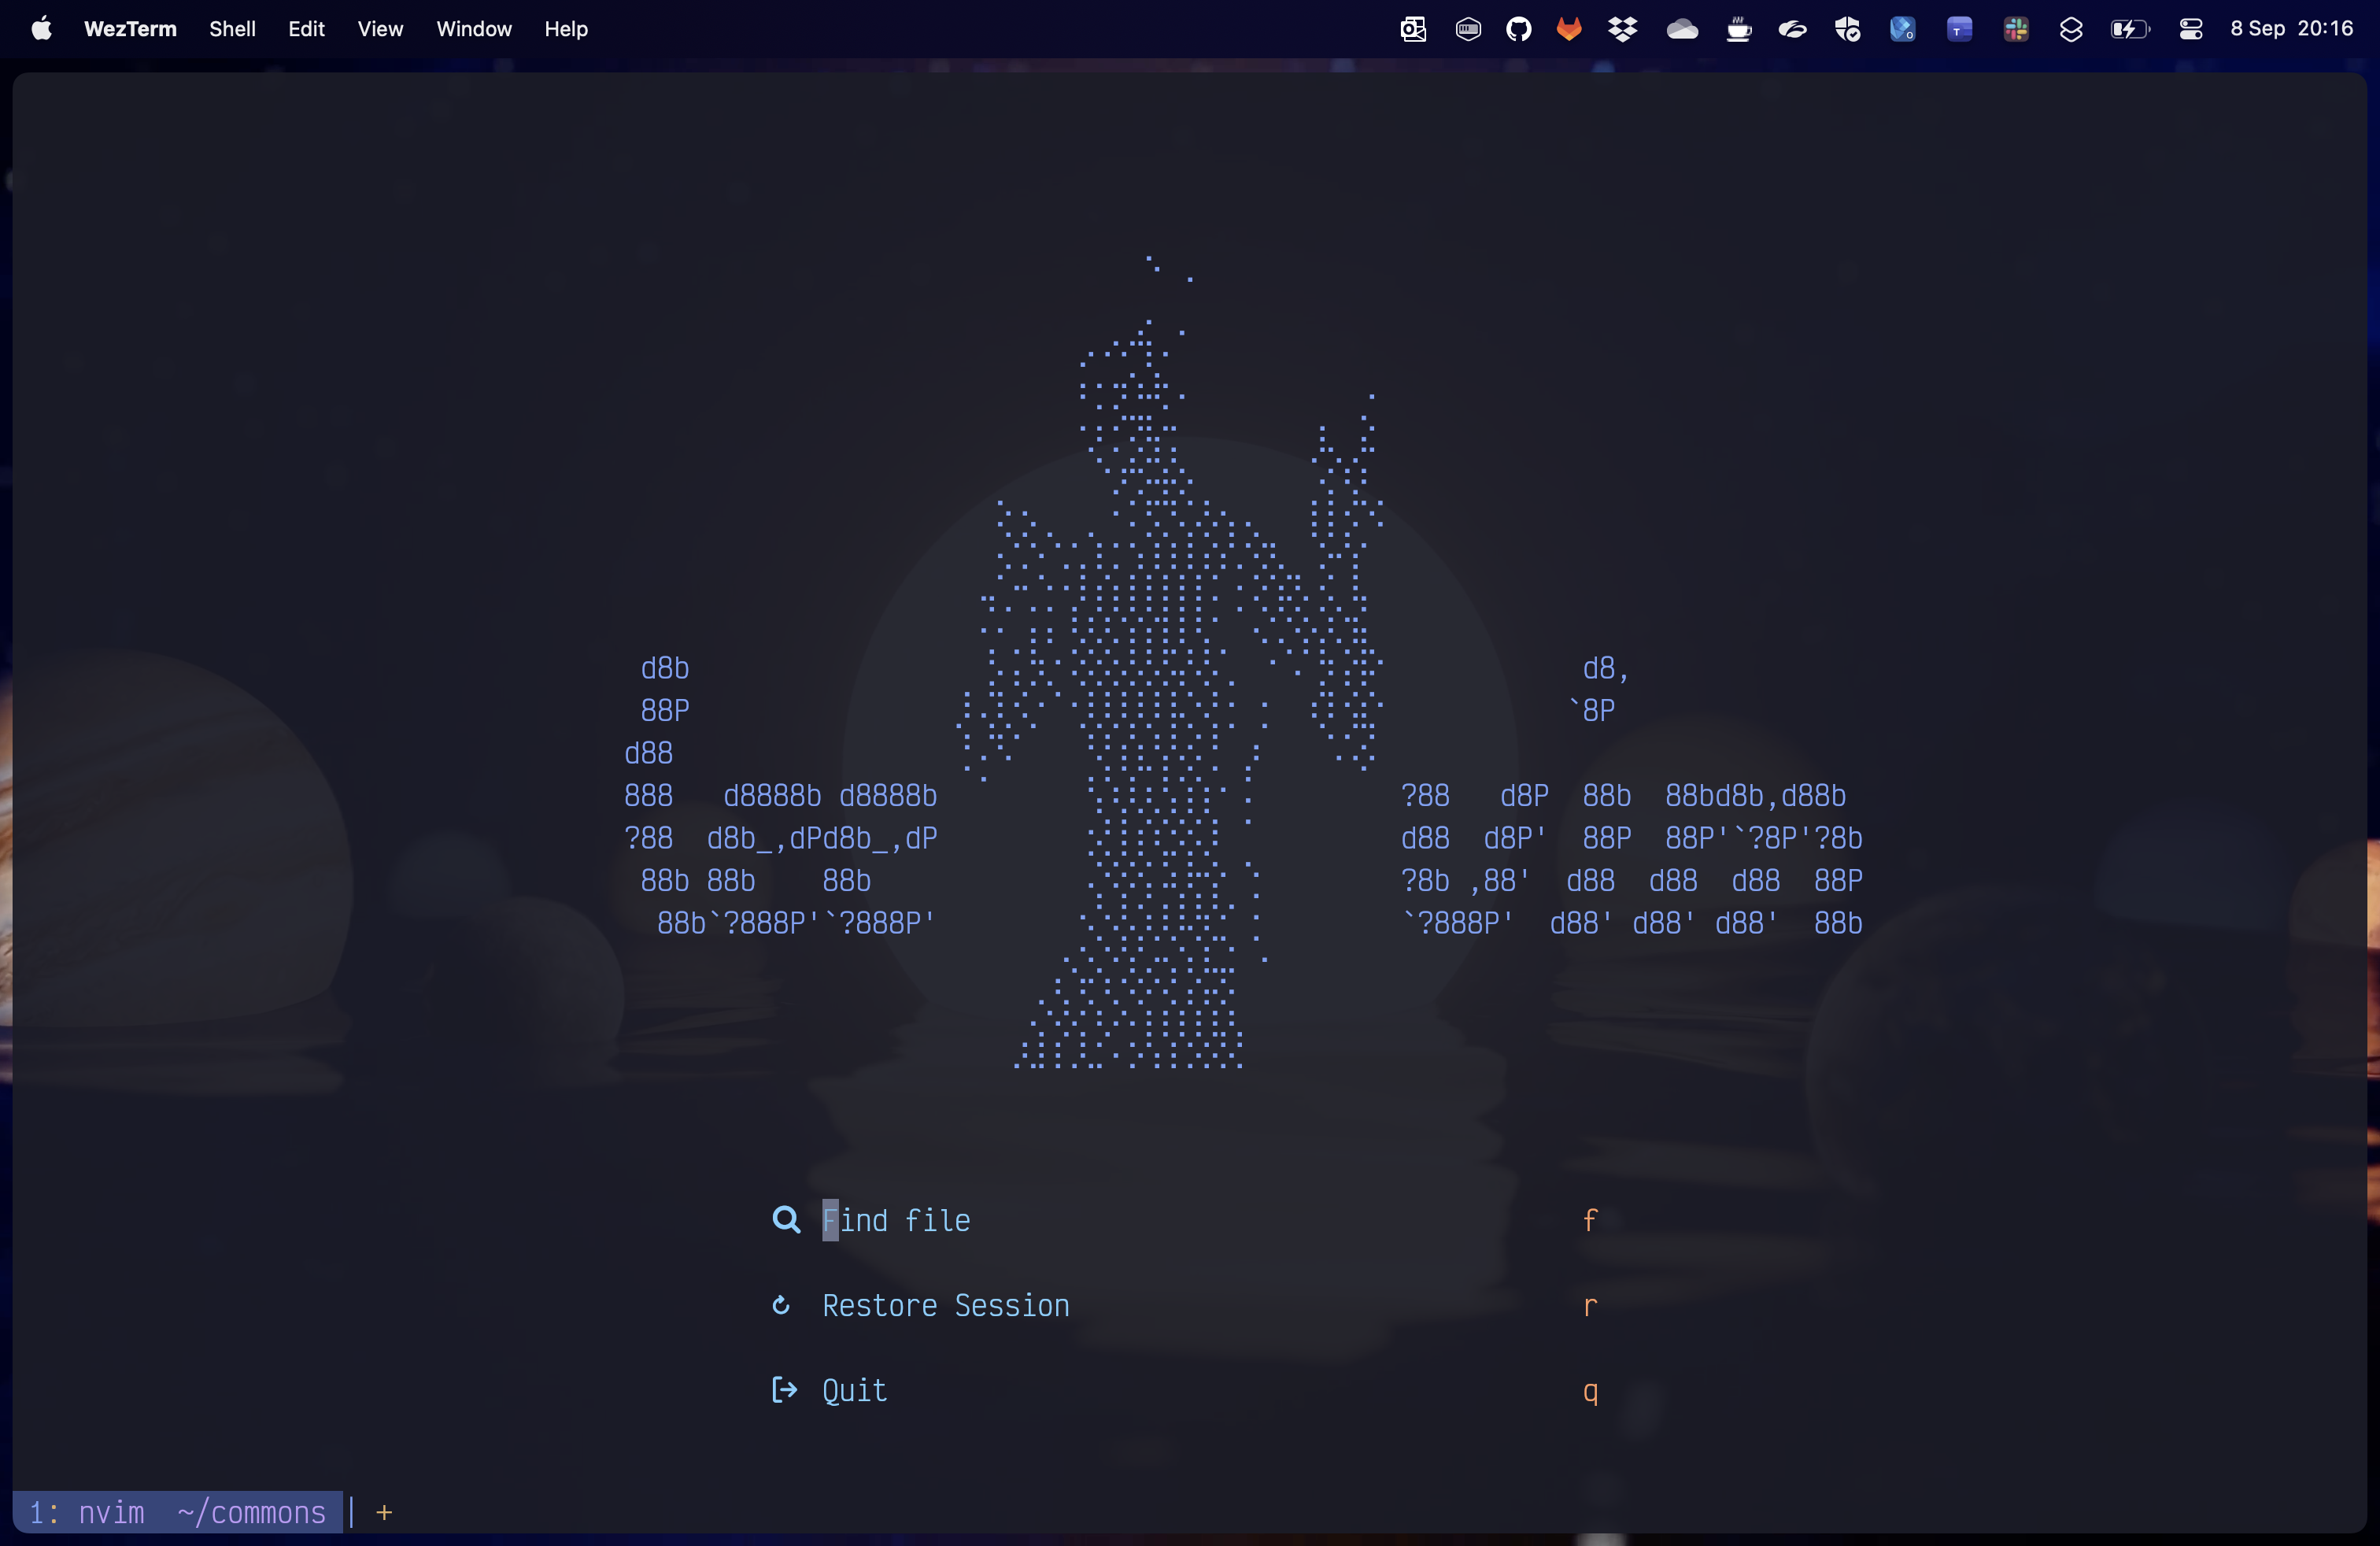 WezTerm Shell Edit View Window Help 8 Sep 20:16
d8b d8,
88P `8P
d88
888 d8888b d8888b ?88 d8P 88b 88bd8b,d88b
?88 d8b_,dPd8b_,dP d88 d8P' 88P 88P'`?8P'?8b
88b 88b 88b ?8b ,88' d88 d88 d88 88P
88b`?888P'`?888P' `?888P' d88' d88' d88' 88b
Find file f
Restore Session r
Quit q
1: nvim ~/commons | +